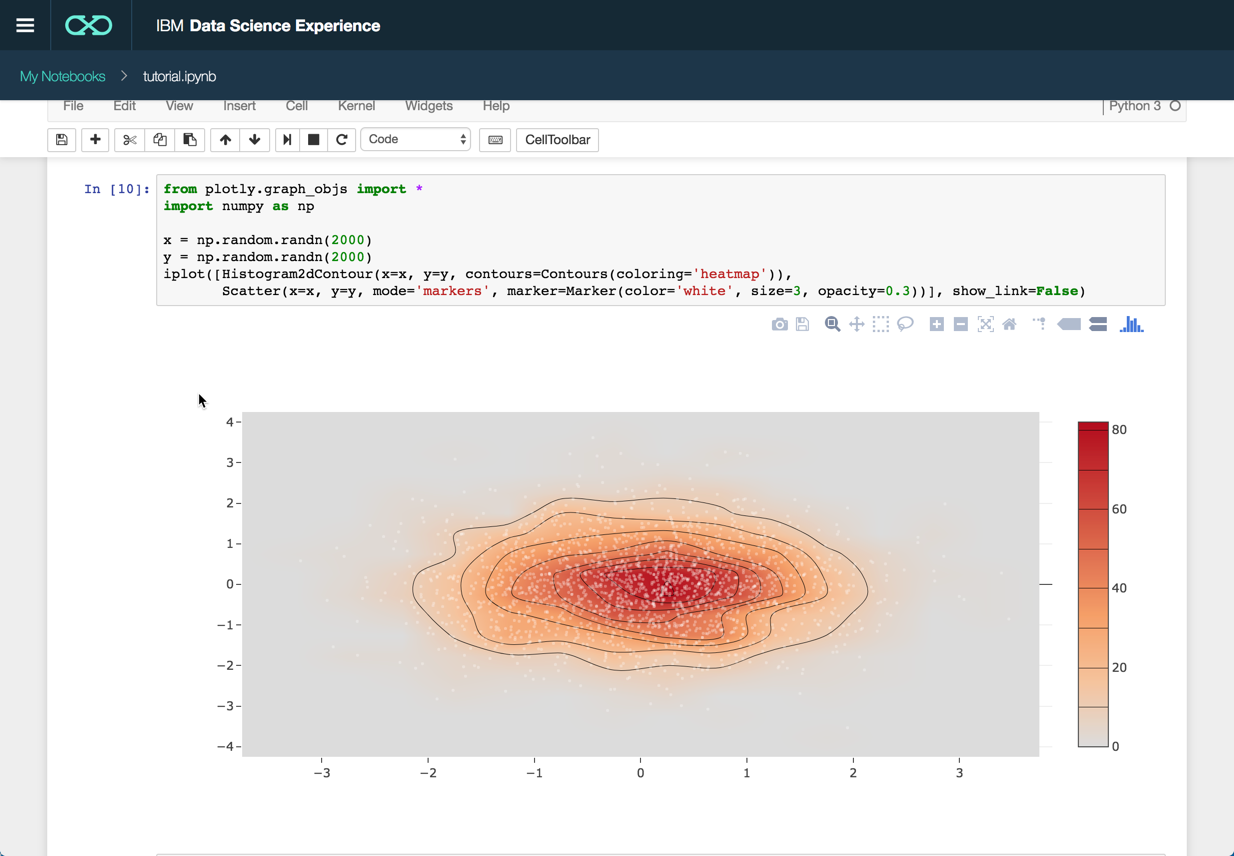 IBM Data Science Experience
My Notebooks > tutorial.ipynb
File Edit View Insert Cell Kernel Widgets Help Python 3
Code CellToolbar
In [10]: from plotly.graph_objs import *
import numpy as np
x = np.random.randn(2000)
y = np.random.randn(2000)
iplot([Histogram2dContour(x=x, y=y, contours=Contours(coloring='heatmap')),
Scatter(x=x, y=y, mode='markers', marker=Marker(color='white', size=3, opacity=0.3))], show_link=False)
4
3
2
1
0
−1
−2
−3
−4
−3 −2 −1 0 1 2 3
80
60
40
20
0